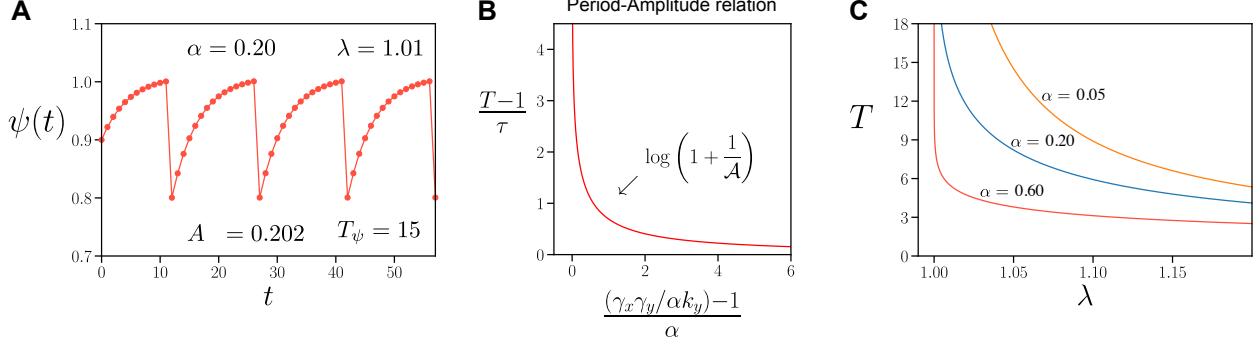 A
1.1
1.0
0.9
0.8
0.7
ψ(t)
α = 0.20
λ = 1.01
A = 0.202
T_ψ = 15
0 10 20 30 40 50
t
B
Period-Amplitude relation
4
3
2
1
0
(T−1)/τ
log(1 + 1/𝒜)
0 2 4 6
((γ_xγ_y/αk_y)−1)/α
C
18
15
12
9
6
3
0
T
α = 0.05
α = 0.20
α = 0.60
1.00 1.05 1.10 1.15
λ